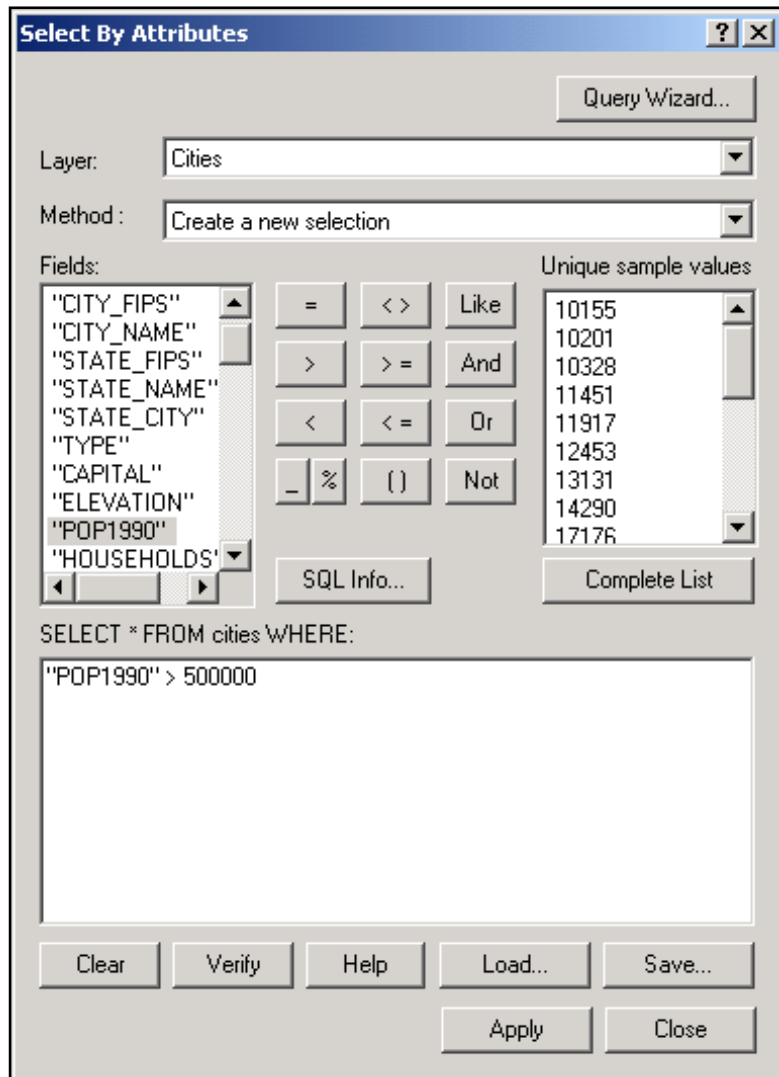 Select By Attributes
Query Wizard...
Layer: Cities
Method : Create a new selection
Fields:
"CITY_FIPS"
"CITY_NAME"
"STATE_FIPS"
"STATE_NAME"
"STATE_CITY"
"TYPE"
"CAPITAL"
"ELEVATION"
"POP1990"
"HOUSEHOLDS"
= < > Like
> > = And
< < = Or
_ % ( ) Not
SQL Info...
Unique sample values
10155
10201
10328
11451
11917
12453
13131
14290
17176
Complete List
SELECT * FROM cities WHERE:
"POP1990" > 500000
Clear Verify Help Load... Save...
Apply Close